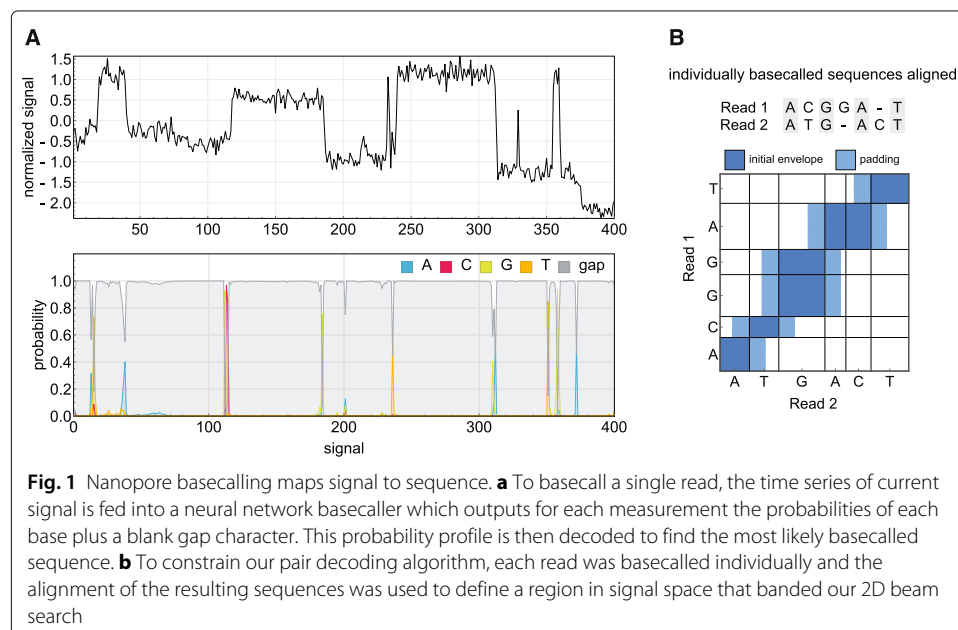 A
normalized signal
1.5
1.0
0.5
0.0
- 0.5
- 1.0
- 1.5
- 2.0
50 100 150 200 250 300 350 400
A C G T gap
probability
1.0
0.8
0.6
0.4
0.2
0.0
0 100 200 300 400
signal
B
individually basecalled sequences aligned
Read 1 A C G G A - T
Read 2 A T G - A C T
initial envelope padding
Read 1
T
A
G
G
C
A
A T G A C T
Read 2
Fig. 1 Nanopore basecalling maps signal to sequence. a To basecall a single read, the time series of current
signal is fed into a neural network basecaller which outputs for each measurement the probabilities of each
base plus a blank gap character. This probability profile is then decoded to find the most likely basecalled
sequence. b To constrain our pair decoding algorithm, each read was basecalled individually and the
alignment of the resulting sequences was used to define a region in signal space that banded our 2D beam
search